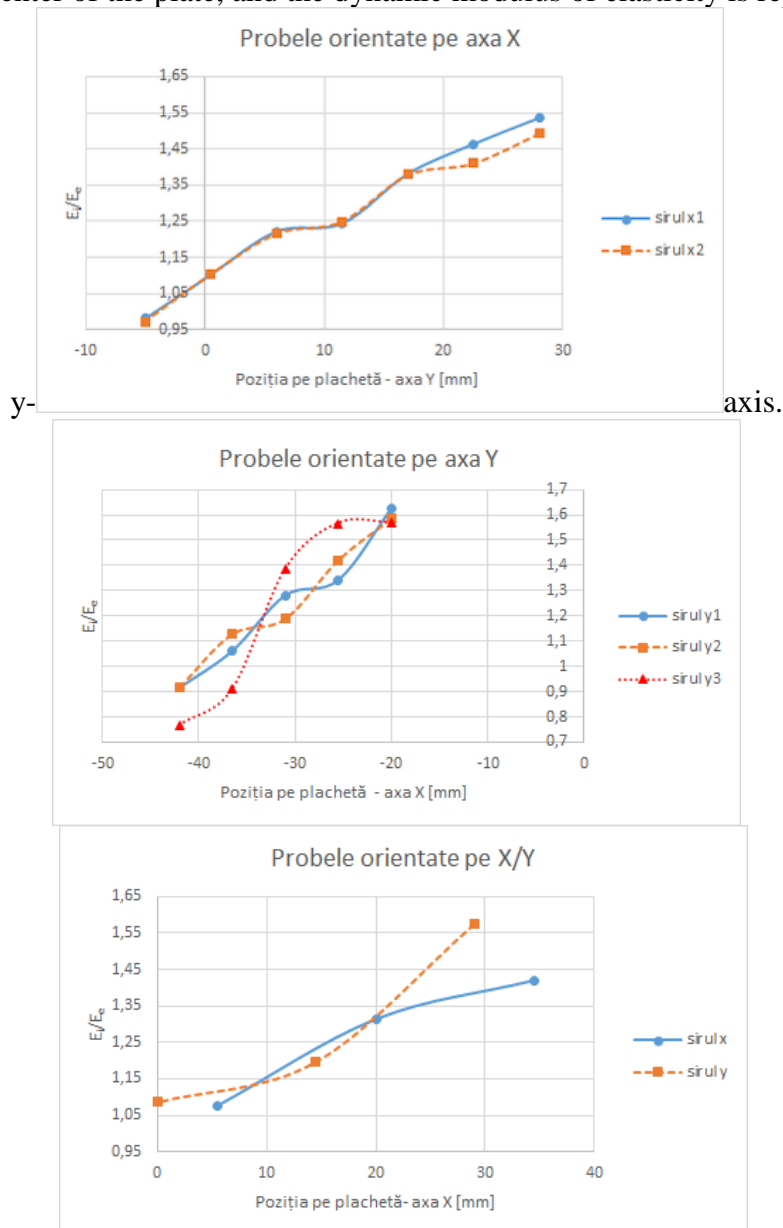 enter of the plate, and the dynamic modulus of elasticity is re
Probele orientate pe axa X
1,65
1,55
1,45
1,35
1,25
1,15
1,05
0,95
Ei/Ee
-10 0 10 20 30
Poziția pe plachetă - axa Y [mm]
sirul x1
sirul x2
y- axis.
Probele orientate pe axa Y
1,7
1,6
1,5
1,4
1,3
1,2
1,1
1
0,9
0,8
0,7
Ei/Ee
-50 -40 -30 -20 -10 0
Poziția pe plachetă - axa X [mm]
sirul y1
sirul y2
sirul y3
Probele orientate pe X/Y
1,65
1,55
1,45
1,35
1,25
1,15
1,05
0,95
Ei/Ee
0 10 20 30 40
Poziția pe plachetă- axa X [mm]
sirul x
sirul y